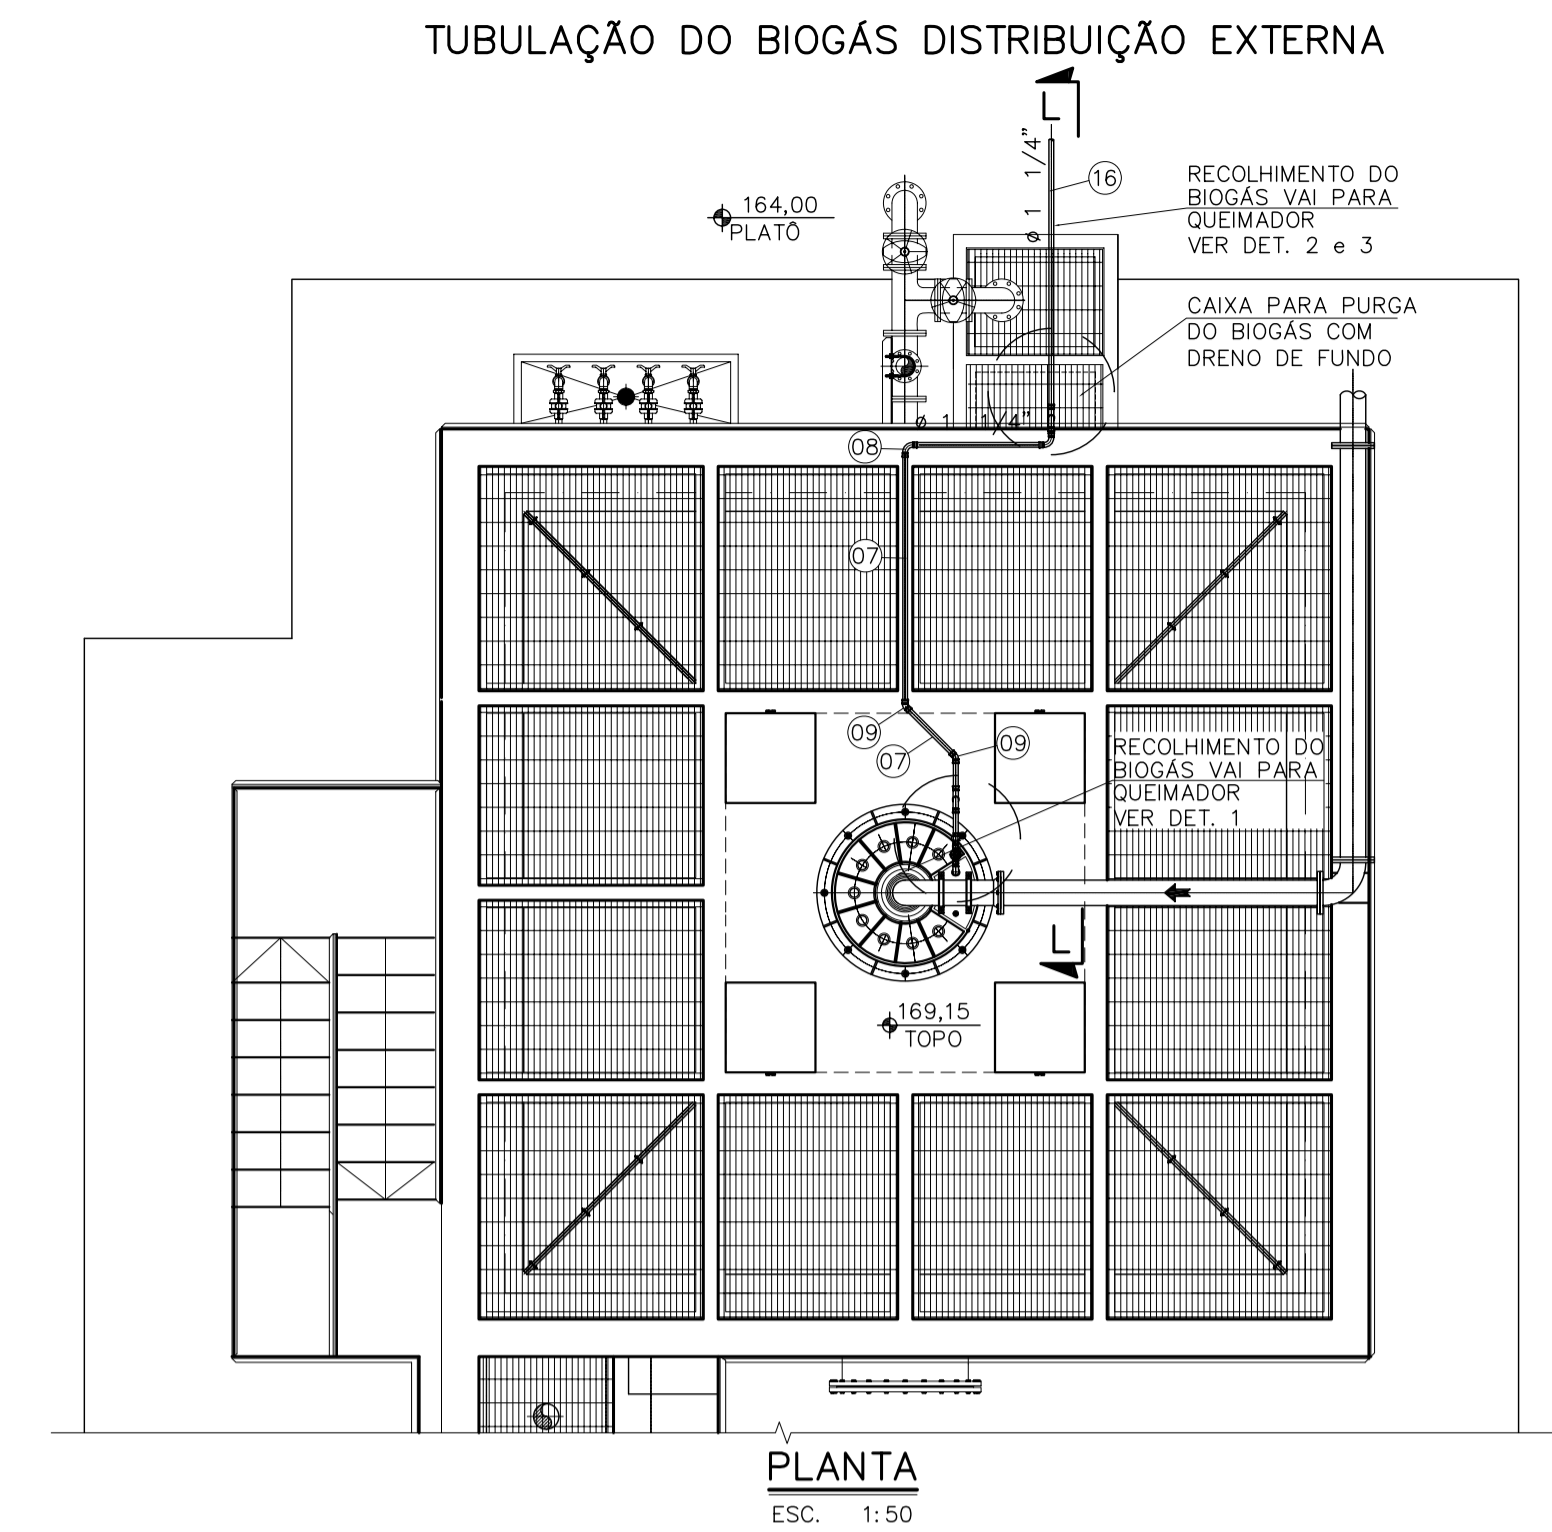 TUBULAÇÃO DO BIOGÁS DISTRIBUIÇÃO EXTERNA
L
ø 1 1/4"
16
RECOLHIMENTO DO
BIOGÁS VAI PARA
QUEIMADOR
VER DET. 2 e 3
164,00
PLATÔ
CAIXA PARA PURGA
DO BIOGÁS COM
DRENO DE FUNDO
ø 1 1/4"
08
07
09
07
09
RECOLHIMENTO DO
BIOGÁS VAI PARA
QUEIMADOR
VER DET. 1
L
169,15
TOPO
PLANTA
ESC. 1:50